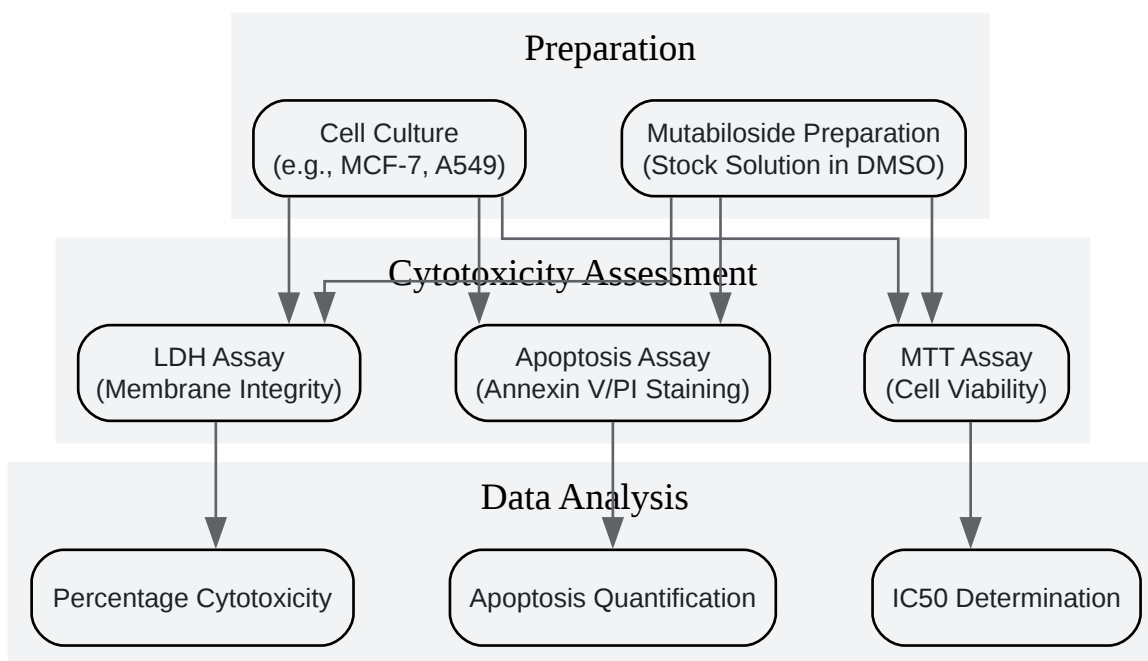 Preparation
Cell Culture
(e.g., MCF-7, A549)
Mutabiloside Preparation
(Stock Solution in DMSO)
Cytotoxicity Assessment
LDH Assay
(Membrane Integrity)
Apoptosis Assay
(Annexin V/PI Staining)
MTT Assay
(Cell Viability)
Data Analysis
Percentage Cytotoxicity
Apoptosis Quantification
IC50 Determination